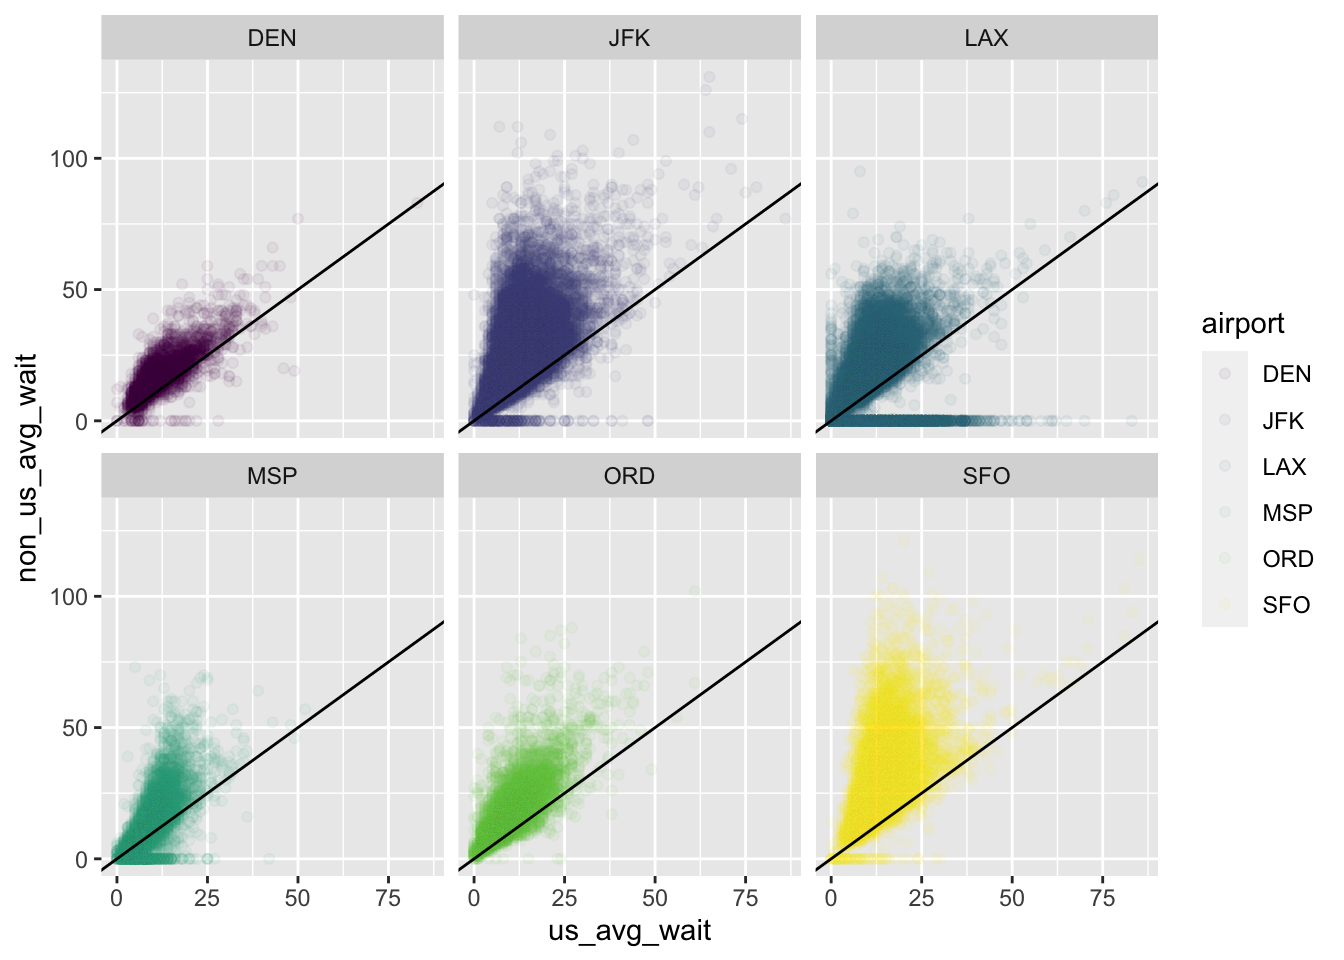 DEN JFK LAX
100
50
0
MSP ORD SFO
100
50
0
0 25 50 75 0 25 50 75 0 25 50 75
us_avg_wait
non_us_avg_wait
airport
DEN
JFK
LAX
MSP
ORD
SFO